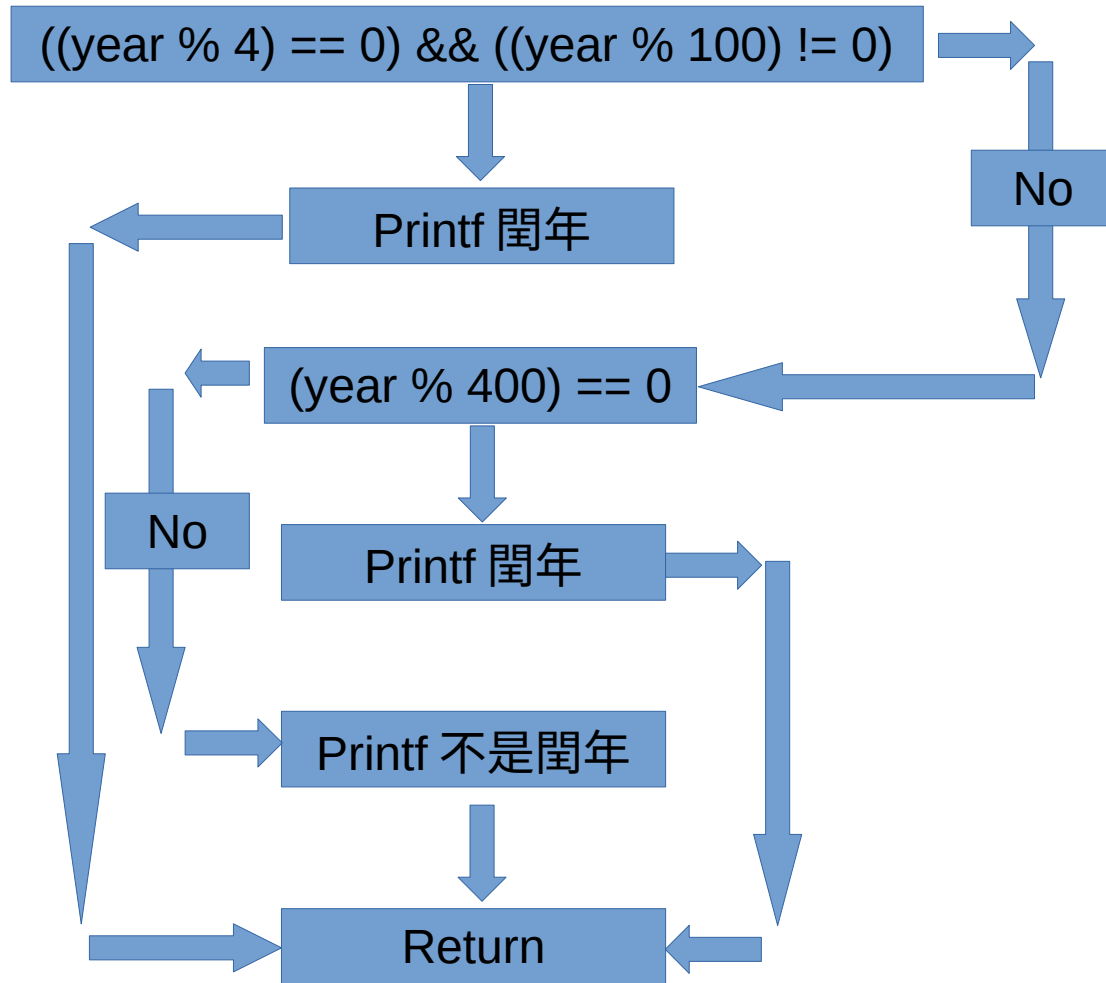 ((year % 4) == 0) && ((year % 100) != 0)
No
Printf 閏年
(year % 400) == 0
No
Printf 閏年
Printf 不是閏年
Return